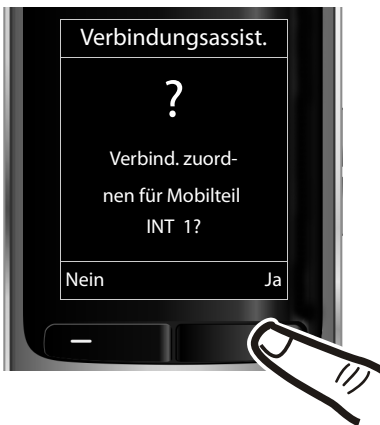 Verbindungsassist.
?
Verbind. zuord-
nen für Mobilteil
INT 1?
Nein Ja